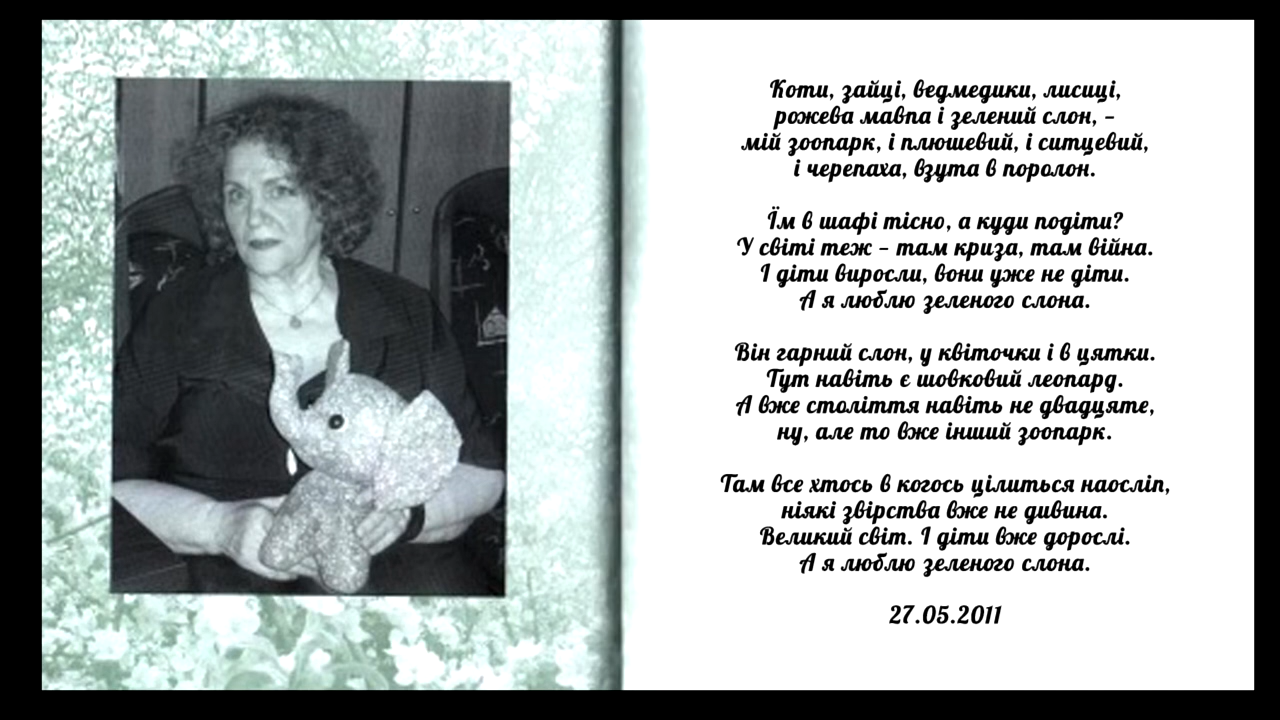 Коти, зайці, ведмедики, лисиці,
рожева мавпа і зелений слон, –
мій зоопарк, і плюшевий, і ситцевий,
і черепаха, взута в поролон.
Їм в шафі тісно, а куди подіти?
У світі теж – там криза, там війна.
І діти виросли, вони уже не діти.
А я люблю зеленого слона.
Він гарний слон, у квіточки і в цятки.
Тут навіть є шовковий леопард.
А вже століття навіть не двадцяте,
ну, але то вже інший зоопарк.
Там все хтось в когось цілиться наосліп,
ніякі звірства вже не дивина.
Великий світ. І діти вже дорослі.
А я люблю зеленого слона.
27.05.2011